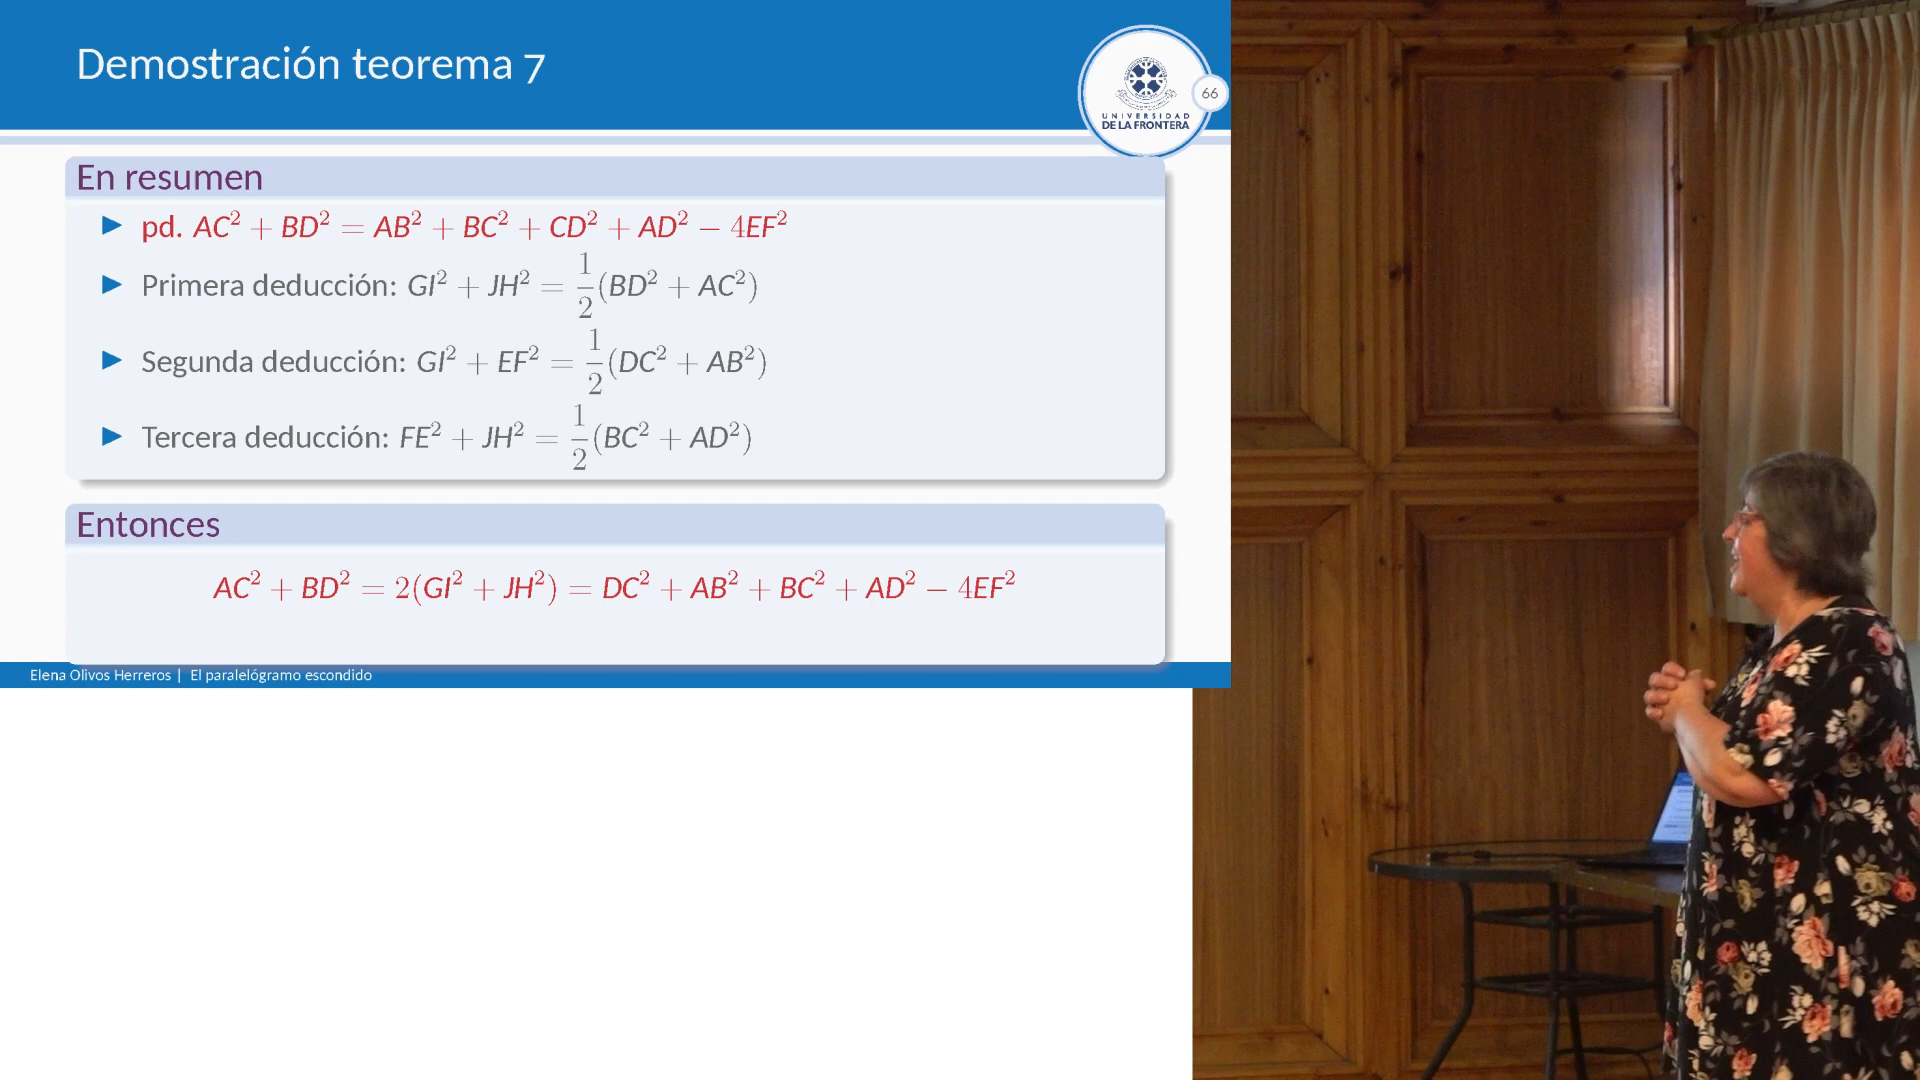 Demostración teorema 7
66
UNIVERSIDAD
DE LA FRONTERA
En resumen
pd. AC² + BD² = AB² + BC² + CD² + AD² − 4EF²
Primera deducción: GI² + JH² = 1/2(BD² + AC²)
Segunda deducción: GI² + EF² = 1/2(DC² + AB²)
Tercera deducción: FE² + JH² = 1/2(BC² + AD²)
Entonces
AC² + BD² = 2(GI² + JH²) = DC² + AB² + BC² + AD² − 4EF²
Elena Olivos Herreros | El paralelógramo escondido